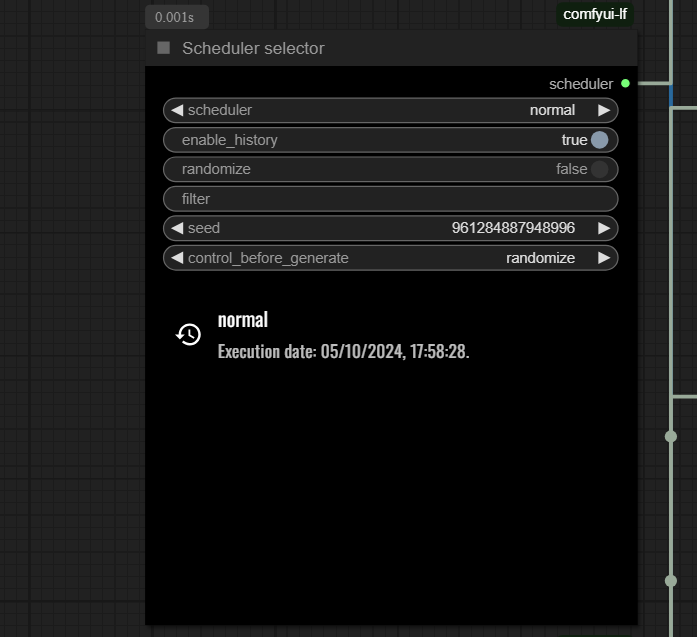 0.001s
comfyui-lf
Scheduler selector
scheduler
scheduler normal
enable_history true
randomize false
filter
seed 961284887948996
control_before_generate randomize
normal
Execution date: 05/10/2024, 17:58:28.